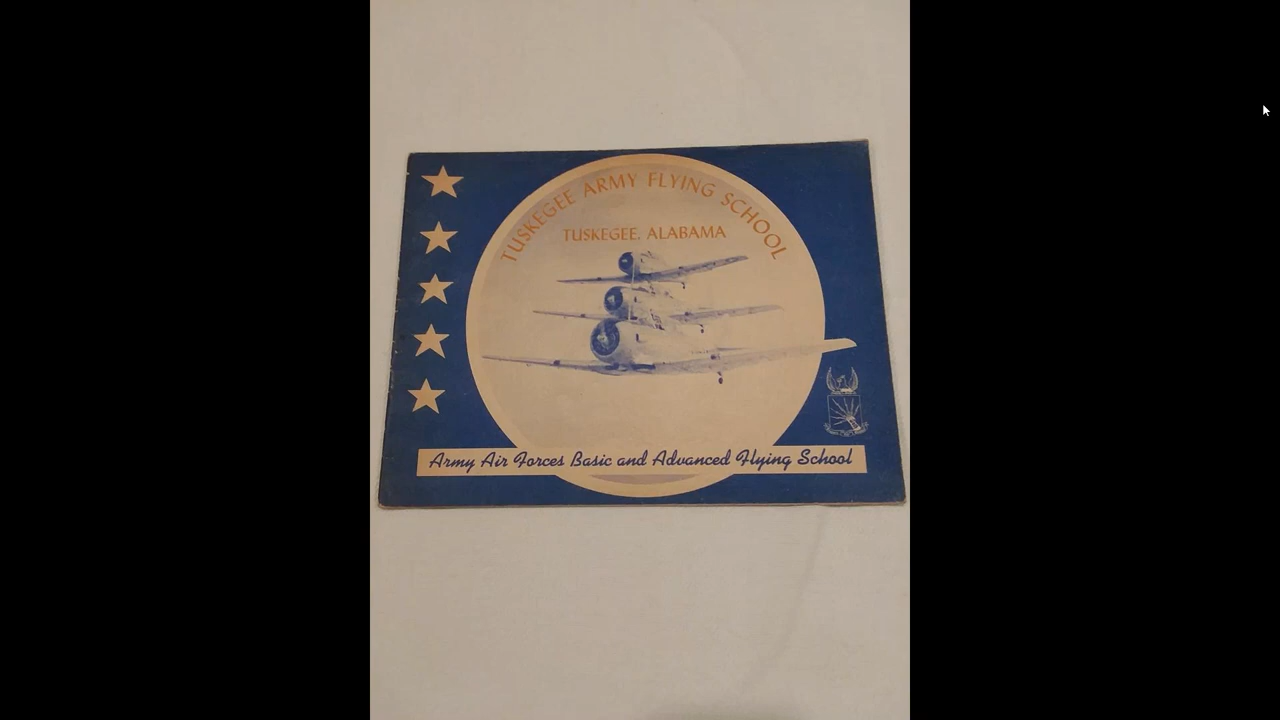 TUSKEGEE ARMY FLYING SCHOOL
TUSKEGEE, ALABAMA
Army Air Forces Basic and Advanced Flying School